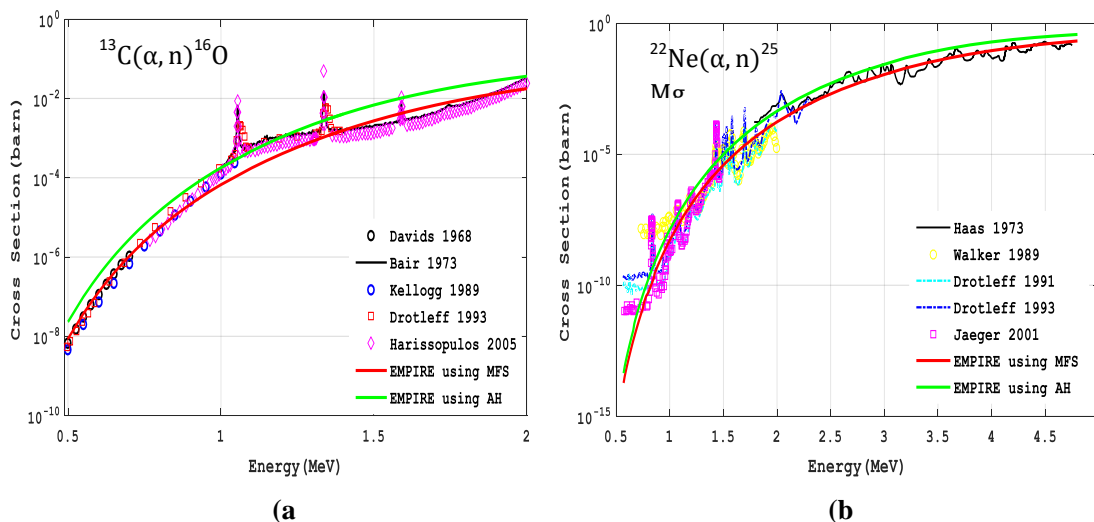 ¹³C(α, n)¹⁶O
10⁰
10⁻²
10⁻⁴
10⁻⁶
10⁻⁸
10⁻¹⁰
Cross Section(barn)
0.5 1 1.5 2
Energy(MeV)
Davids 1968
Bair 1973
Kellogg 1989
Drotleff 1993
Harissopulos 2005
EMPIRE using MFS
EMPIRE using AH
(a)
²²Ne(α, n)²⁵
Mσ
10⁰
10⁻⁵
10⁻¹⁰
10⁻¹⁵
Cross Section(barn)
0.5 1 1.5 2 2.5 3 3.5 4 4.5
Energy(MeV)
Haas 1973
Walker 1989
Drotleff 1991
Drotleff 1993
Jaeger 2001
EMPIRE using MFS
EMPIRE using AH
(b